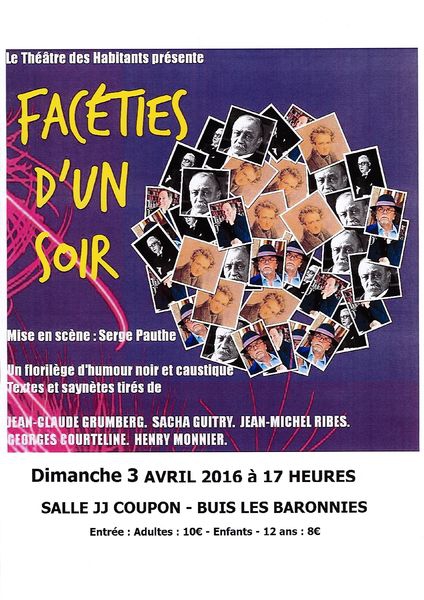 Le Théâtre des Habitants présente
FACÉTIES
D'UN
SOIR
Mise en scène : Serge Pauthe
Un florilège d'humour noir et caustique
Textes et saynètes tirés de
JEAN-CLAUDE GRUMBERG. SACHA GUITRY. JEAN-MICHEL RIBES.
GEORGES COURTELINE. HENRY MONNIER.
Dimanche 3 AVRIL 2016 à 17 HEURES
SALLE JJ COUPON - BUIS LES BARONNIES
Entrée : Adultes : 10€ - Enfants - 12 ans : 8€